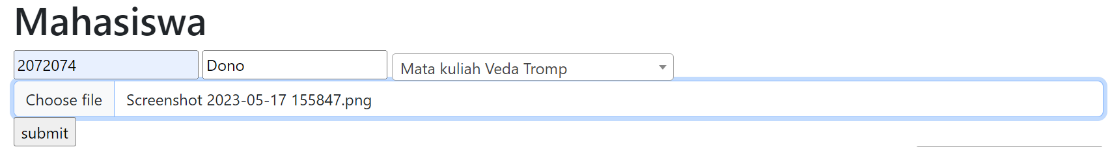 Mahasiswa
2072074 Dono Mata kuliah Veda Tromp
Choose file Screenshot 2023-05-17 155847.png
submit